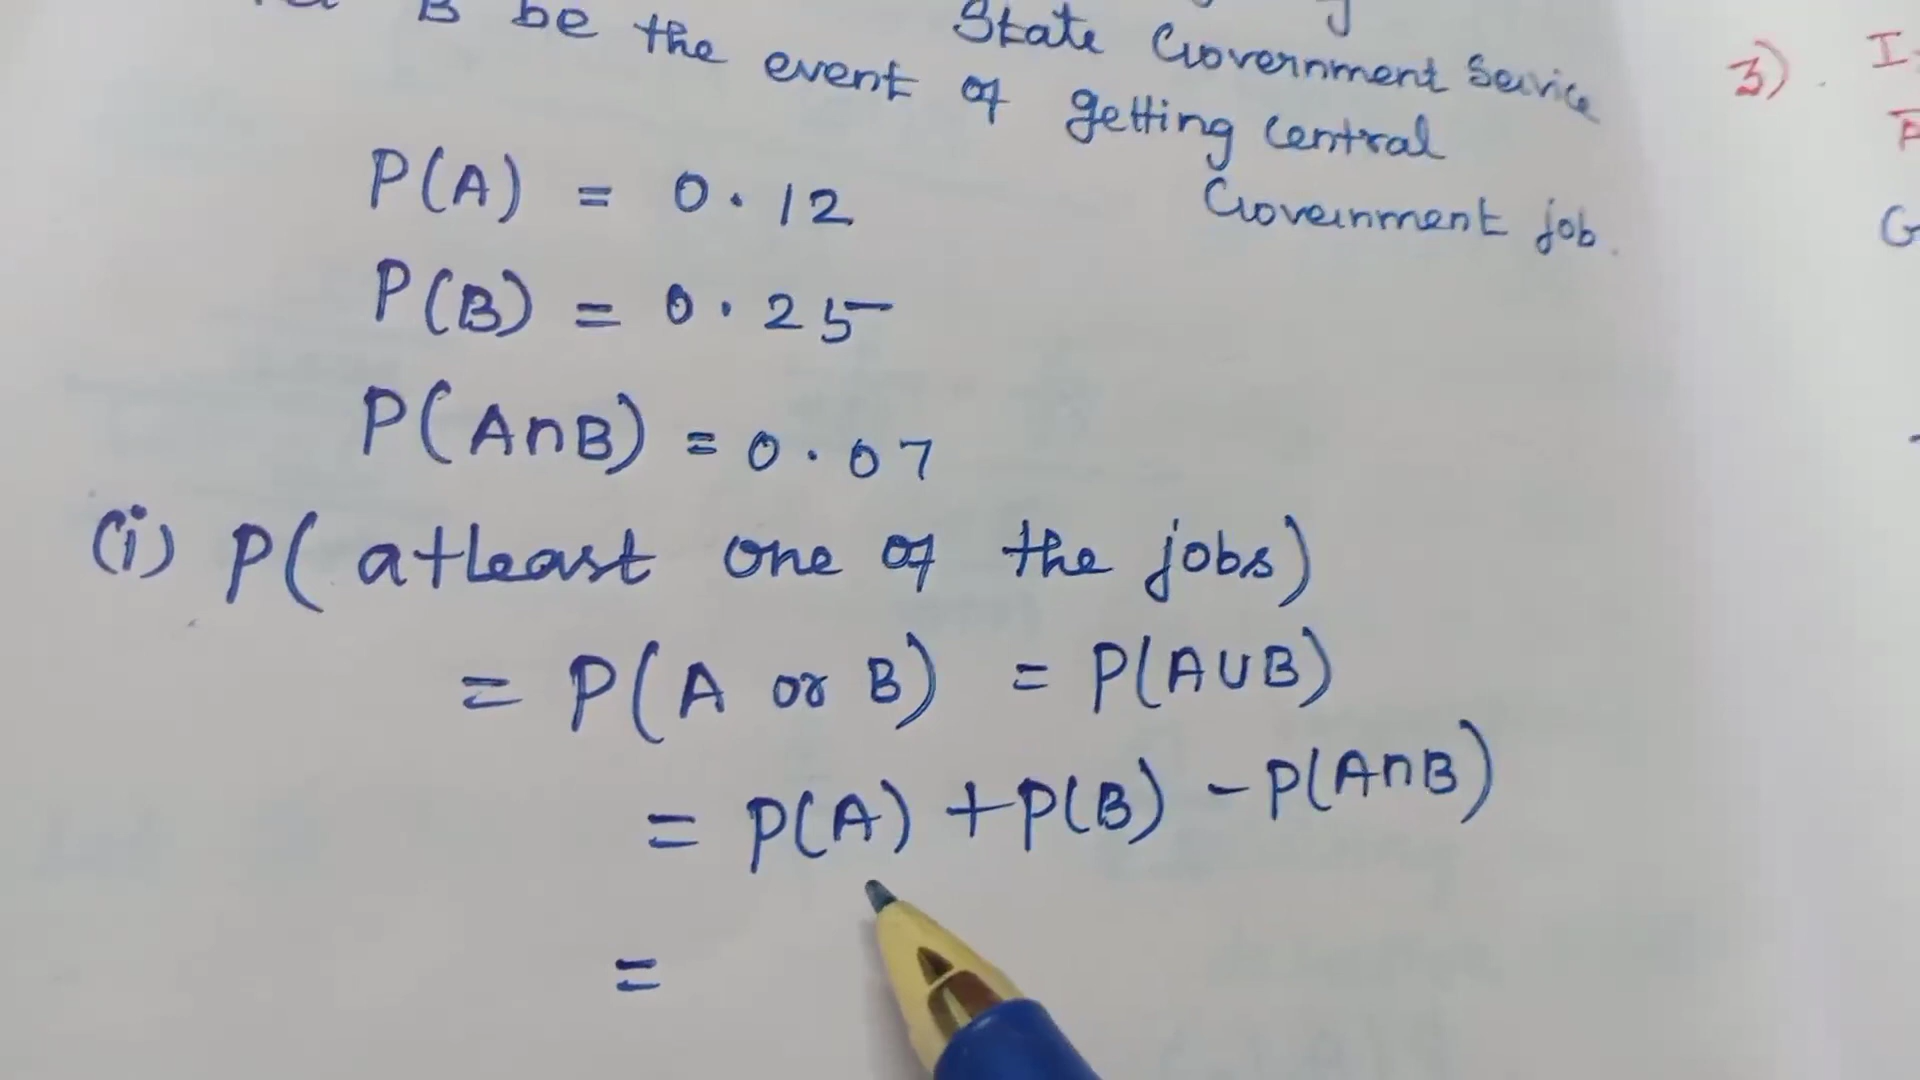 B be the event of getting central
State Government Service
Government job.
P(A) = 0.12
P(B) = 0.25
P(A∩B) = 0.07
(i) P( atleast one of the jobs)
= P(A or B) = P(A∪B)
= P(A) + P(B) - P(A∩B)
=
3).